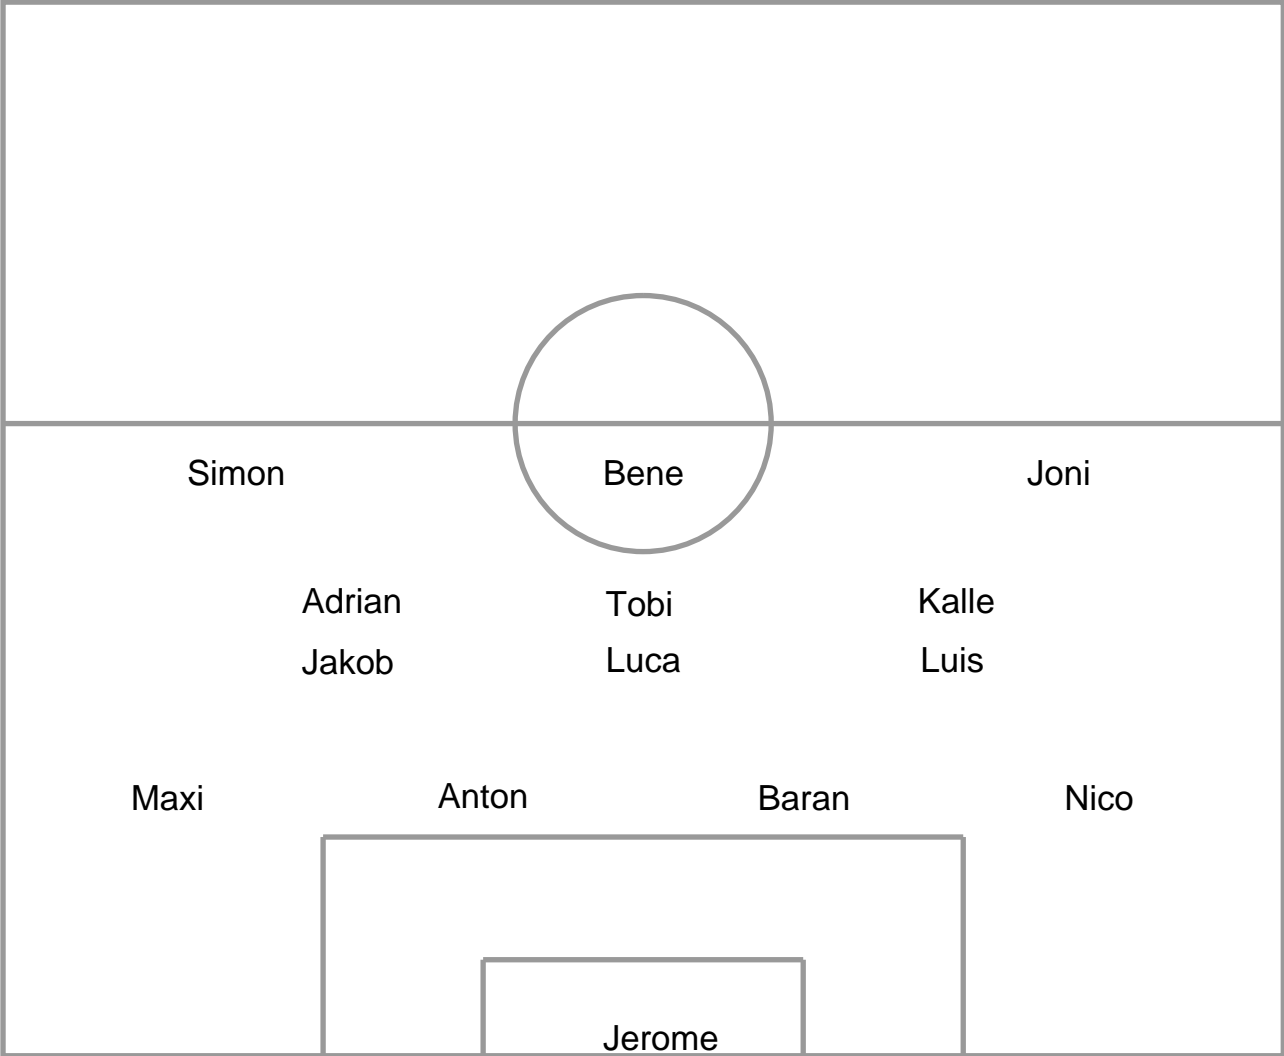 Simon Bene Joni
Adrian Tobi Kalle
Jakob Luca Luis
Maxi Anton Baran Nico
Jerome